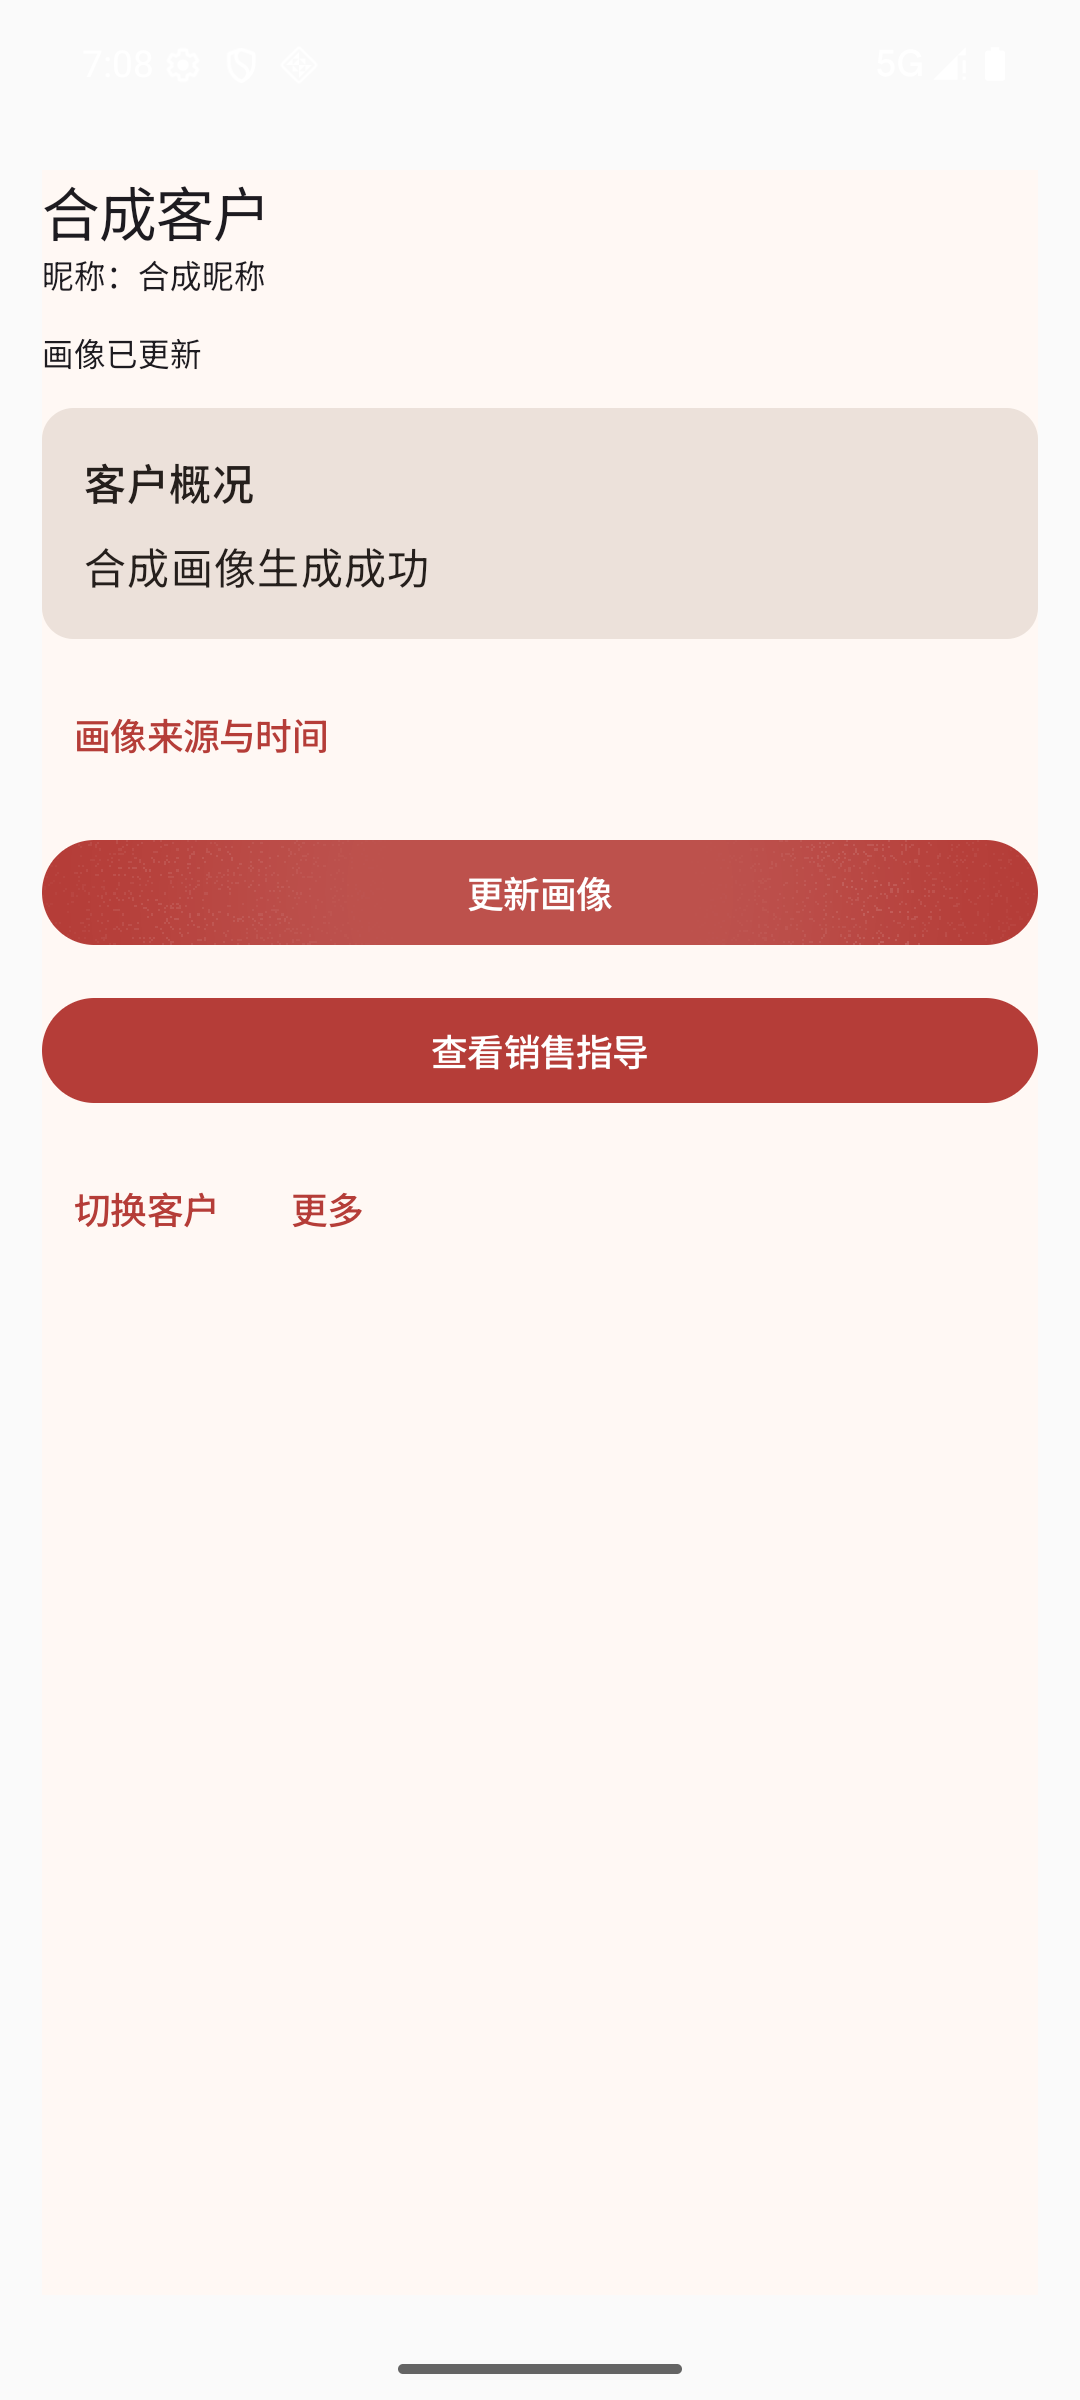 7:08 5G
合成客户
昵称：合成昵称
画像已更新
客户概况
合成画像生成成功
画像来源与时间
更新画像
查看销售指导
切换客户 更多